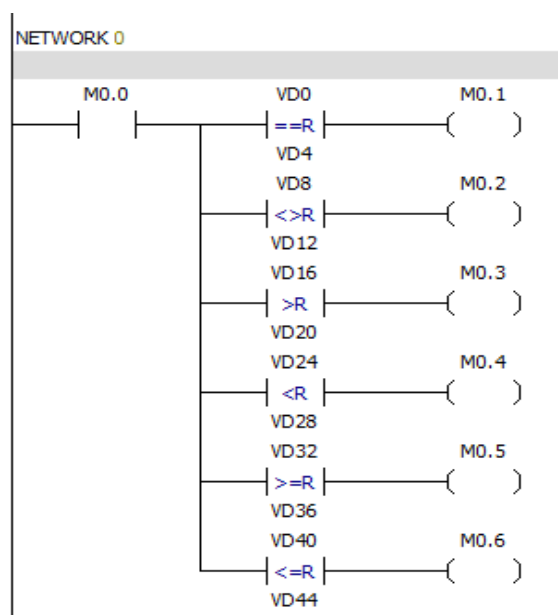 NETWORK 0
M0.0 VD0 M0.1
==R
VD4
VD8 M0.2
<>R
VD12
VD16 M0.3
>R
VD20
VD24 M0.4
<R
VD28
VD32 M0.5
>=R
VD36
VD40 M0.6
<=R
VD44